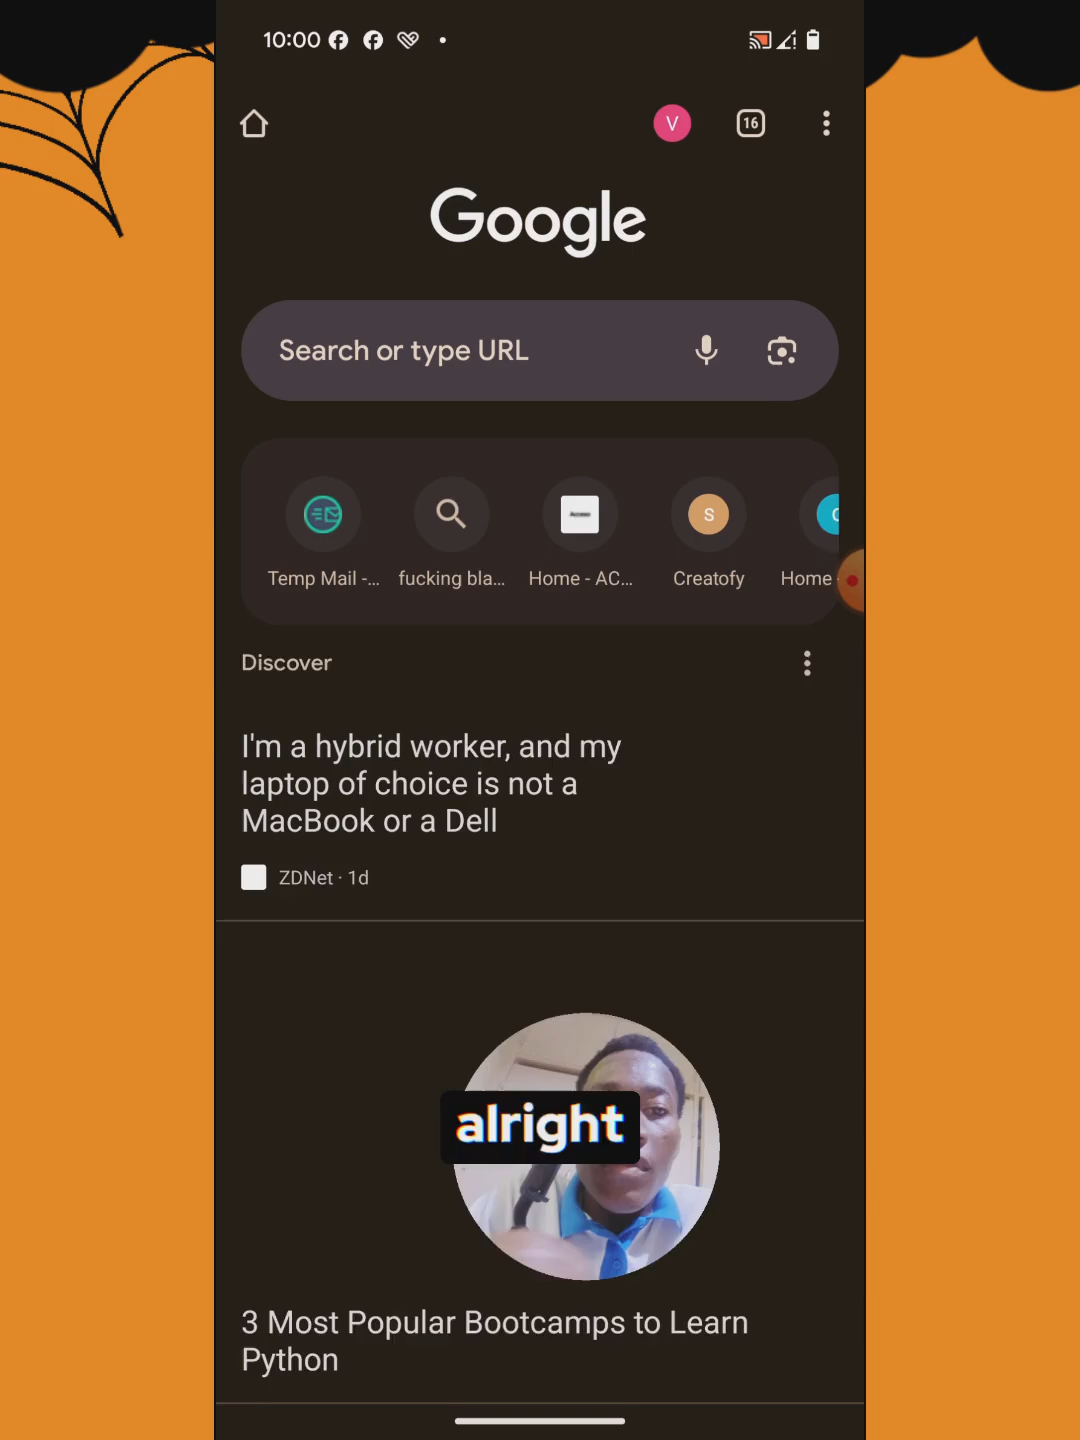 10:00
V
16
Google
Search or type URL
S
Temp Mail -...
fucking bla...
Home - AC...
Creatofy
Home
Discover
I'm a hybrid worker, and my
laptop of choice is not a
MacBook or a Dell
ZDNet · 1d
alright
3 Most Popular Bootcamps to Learn
Python